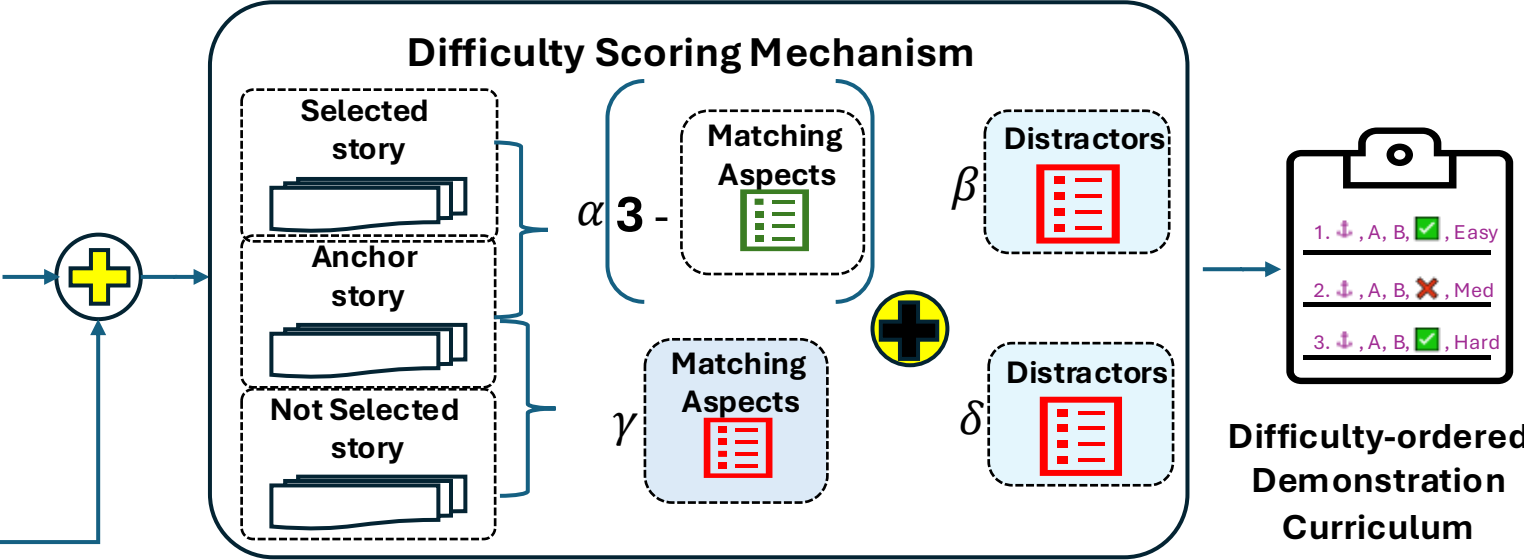 Difficulty Scoring Mechanism
Selected
story
Anchor
story
Not Selected
story
α 3 -
Matching
Aspects
β
Distractors
γ
Matching
Aspects
δ
Distractors
1. ⚓ , A, B, ✅ , Easy
2. ⚓ , A, B, ❌ , Med
3. ⚓ , A, B, ✅ , Hard
Difficulty-ordered
Demonstration
Curriculum